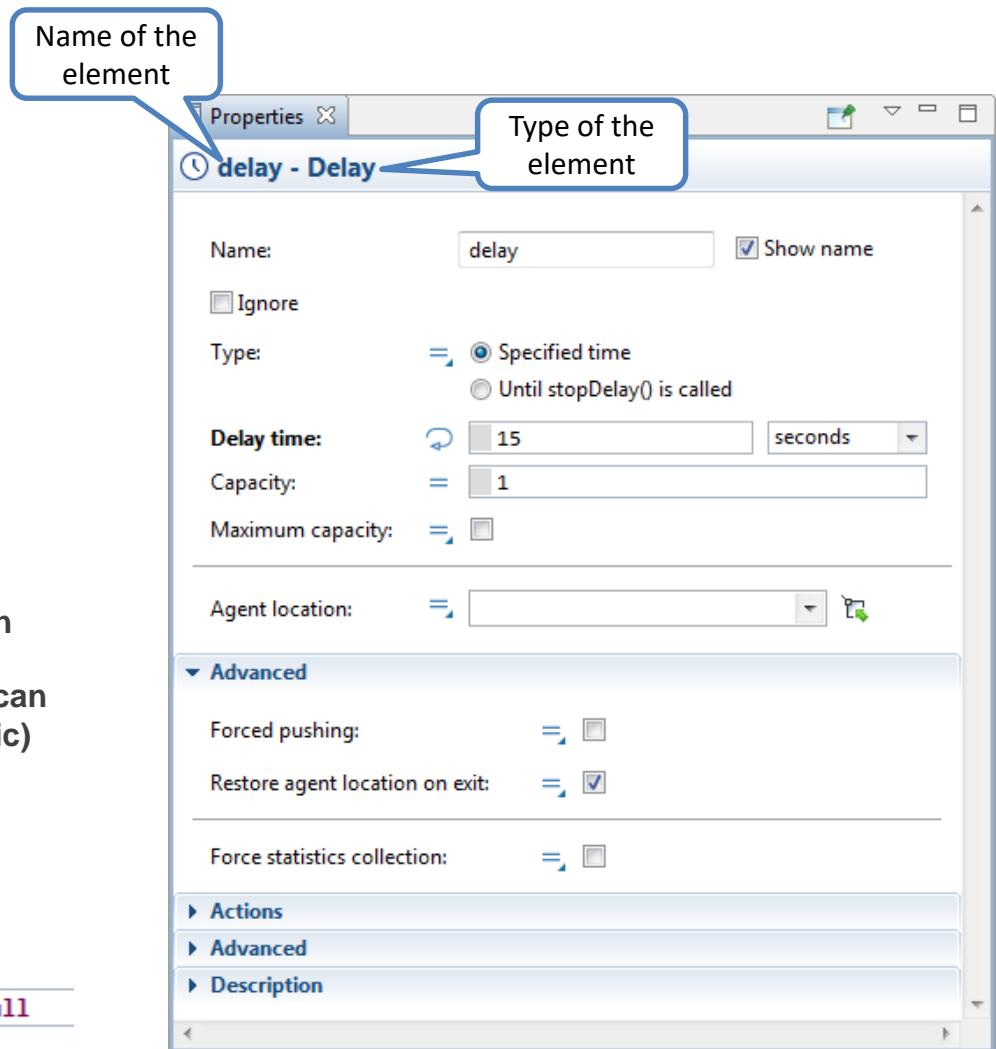 Name of the
element
Properties
Type of the
element
delay - Delay
Name: delay Show name
Ignore
Type: Specified time
Until stopDelay() is called
Delay time: 15 seconds
Capacity: 1
Maximum capacity:
Agent location:
can
Advanced
ic)
Forced pushing:
Restore agent location on exit:
Force statistics collection:
Actions
Advanced
Description